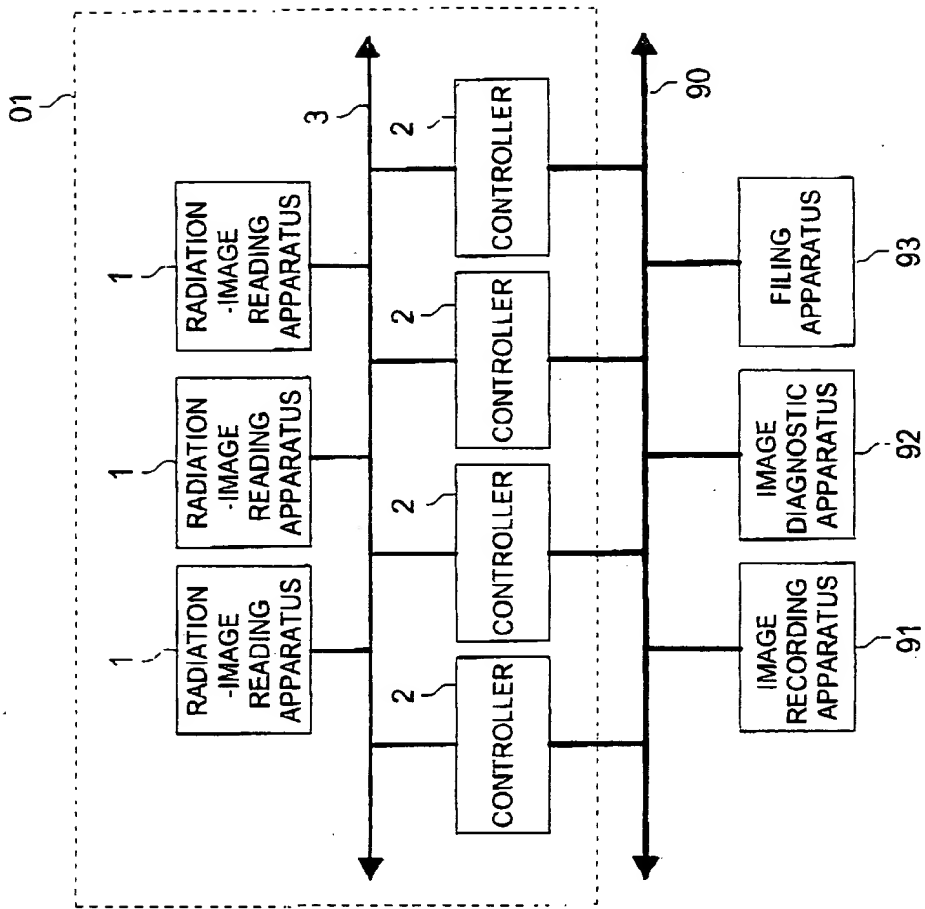 01
1
RADIATION
-IMAGE
READING
APPARATUS
1
RADIATION
-IMAGE
READING
APPARATUS
1
RADIATION
-IMAGE
READING
APPARATUS
3
2
CONTROLLER
2
CONTROLLER
2
CONTROLLER
2
CONTROLLER
90
IMAGE
RECORDING
APPARATUS
91
IMAGE
DIAGNOSTIC
APPARATUS
92
FILING
APPARATUS
93